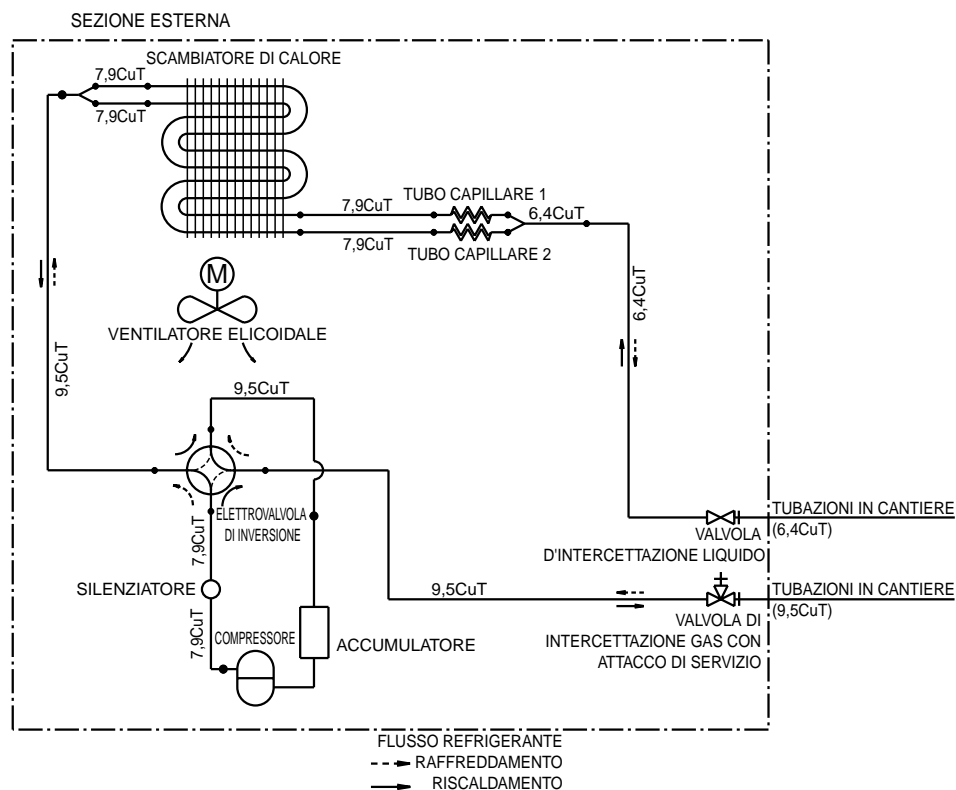 SEZIONE ESTERNA
SCAMBIATORE DI CALORE
7,9CuT
7,9CuT
TUBO CAPILLARE 1
7,9CuT
6,4CuT
7,9CuT
TUBO CAPILLARE 2
M
6,4CuT
VENTILATORE ELICOIDALE
9,5CuT
9,5CuT
ELETTROVALVOLA
DI INVERSIONE
7,9CuT
TUBAZIONI IN CANTIERE
(6,4CuT)
VALVOLA
D'INTERCETTAZIONE LIQUIDO
SILENZIATORE
9,5CuT
TUBAZIONI IN CANTIERE
(9,5CuT)
7,9CuT
COMPRESSORE
ACCUMULATORE
VALVOLA DI
INTERCETTAZIONE GAS CON
ATTACCO DI SERVIZIO
FLUSSO REFRIGERANTE
RAFFREDDAMENTO
RISCALDAMENTO